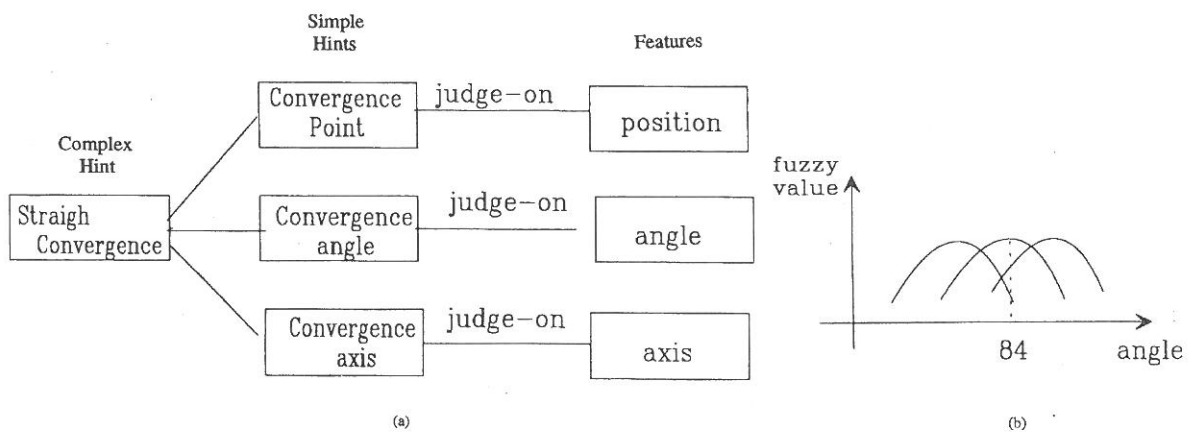 Simple
Hints
Features
Complex
Hint
Convergence
Point
judge-on
position
Straigh
Convergence
Convergence
angle
judge-on
angle
Convergence
axis
judge-on
axis
(a)
fuzzy
value
84
angle
(b)